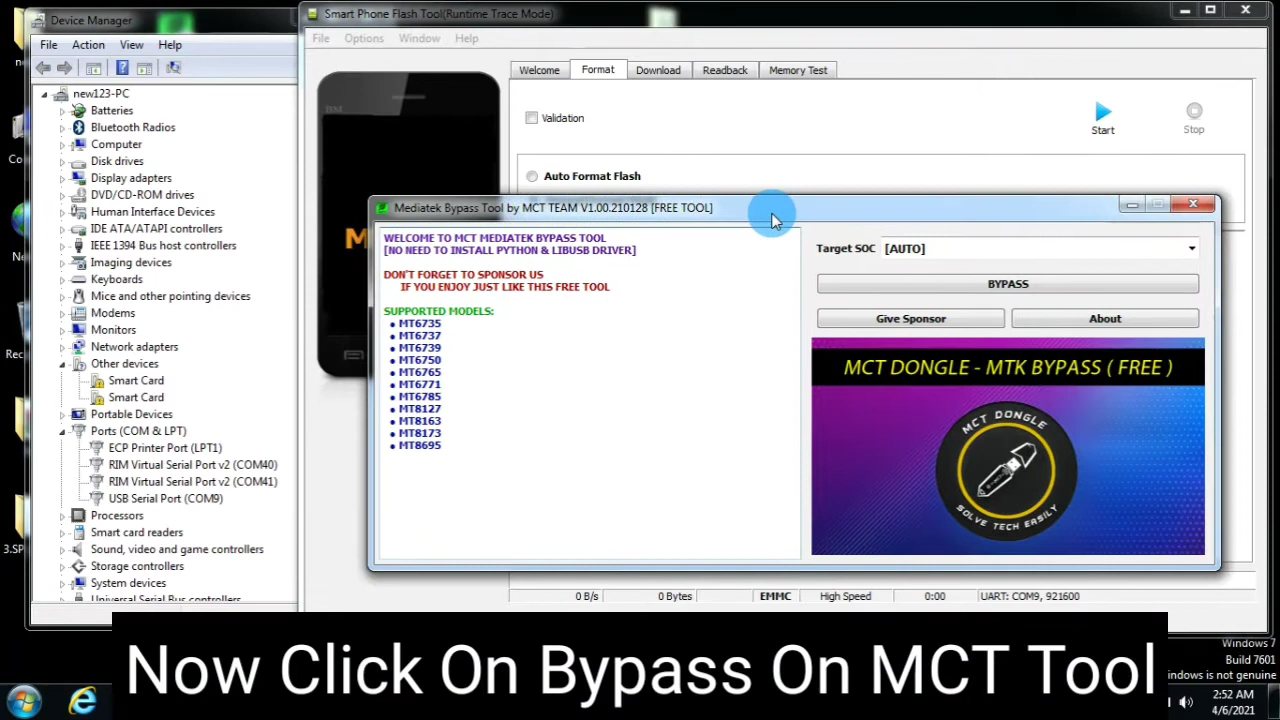 Device Manager
File Action View Help
new123-PC
Batteries
Bluetooth Radios
Computer
Disk drives
Display adapters
DVD/CD-ROM drives
Human Interface Devices
IDE ATA/ATAPI controllers
IEEE 1394 Bus host controllers
Imaging devices
Keyboards
Mice and other pointing devices
Modems
Monitors
Network adapters
Other devices
Smart Card
Smart Card
Portable Devices
Ports (COM & LPT)
ECP Printer Port (LPT1)
RIM Virtual Serial Port v2 (COM40)
RIM Virtual Serial Port v2 (COM41)
USB Serial Port (COM9)
Processors
Smart card readers
Sound, video and game controllers
Storage controllers
System devices
Universal Serial Bus controllers
Smart Phone Flash Tool(Runtime Trace Mode)
File Options Window Help
Welcome Format Download Readback Memory Test
BM
Validation
Start
Stop
Auto Format Flash
Mediatek Bypass Tool by MCT TEAM V1.00.210128 [FREE TOOL]
WELCOME TO MCT MEDIATEK BYPASS TOOL
[NO NEED TO INSTALL PYTHON & LIBUSB DRIVER]
DON'T FORGET TO SPONSOR US
IF YOU ENJOY JUST LIKE THIS FREE TOOL
SUPPORTED MODELS:
• MT6735
• MT6737
• MT6739
• MT6750
• MT6765
• MT6771
• MT6785
• MT8127
• MT8163
• MT8173
• MT8695
Target SOC [AUTO]
BYPASS
Give Sponsor About
MCT DONGLE - MTK BYPASS ( FREE )
MCT DONGLE
SOLVE TECH EASILY
0 B/s 0 Bytes EMMC High Speed 0:00 UART: COM9, 921600
Now Click On Bypass On MCT Tool
Windows 7
Build 7601
indows is not genuine
2:52 AM
4/6/2021